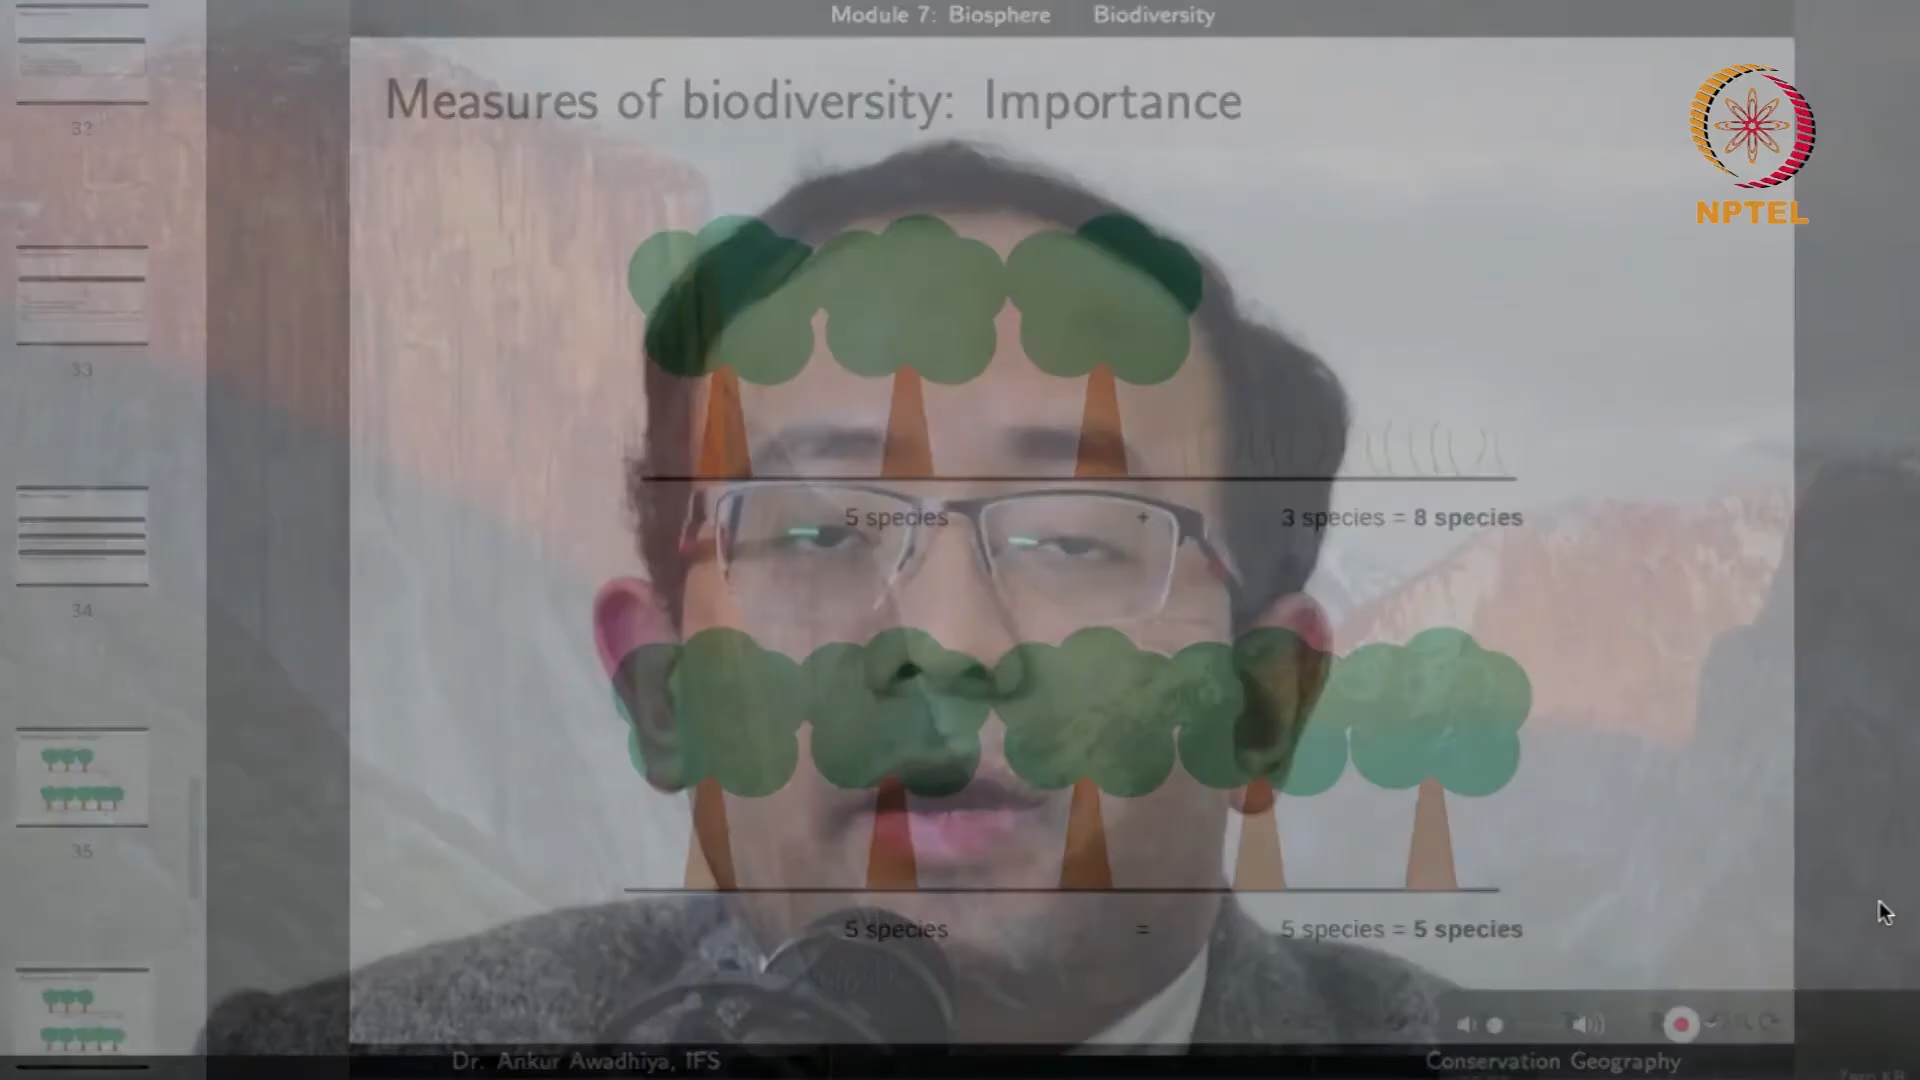 Module 7: Biosphere Biodiversity
Measures of biodiversity: Importance
NPTEL
32
5 species + 3 species = 8 species
33
34
5 species = 5 species = 5 species
35
Dr. Ankur Awadhiya, IFS Conservation Geography